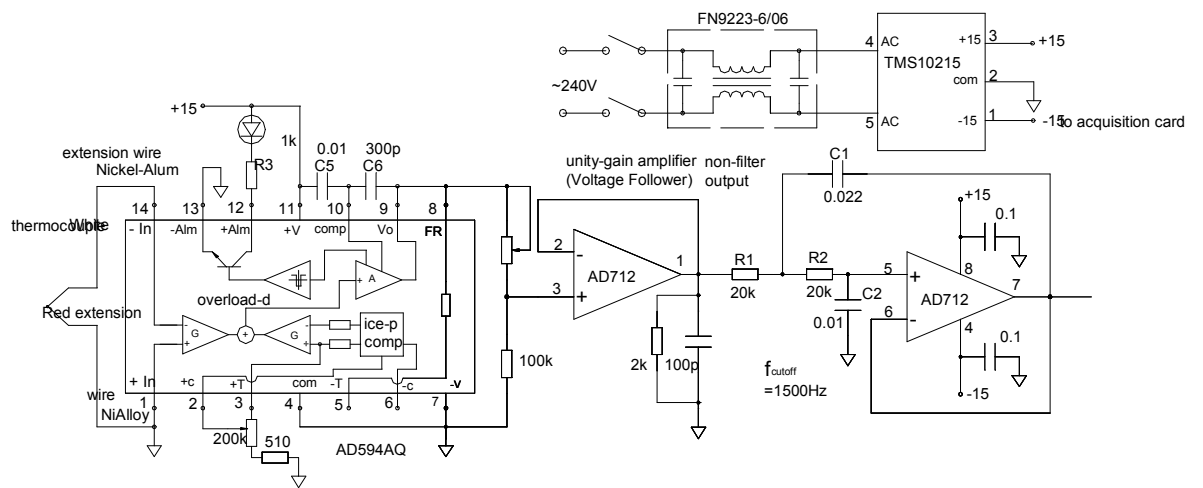 FN9223-6/06
4
AC
+15
3
+15
TMS10215
~240V
com
2
5
AC
-15
1
-15
to acquisition card
+15
1k
0.01
300p
extension wire
Nickel-Alum
R3
C5
C6
unity-gain amplifier
(Voltage Follower)
non-filter
output
C1
0.022
+15
0.1
14
13
12
11
10
9
8
thermocouple
White
- In
-Alm
+Alm
+V
comp
Vo
FR
2
-
AD712
1
R1
20k
R2
20k
5
+
8
7
A
+
3
+
C2
0.01
AD712
6
-
4
0.1
overload-d
Red extension
G
-
+
+
G
-
+
ice-p
comp
100k
2k
100p
f cutoff
=1500Hz
-15
+ In
+c
+T
com
-T
-c
-v
wire
NiAlloy
1
2
3
4
5
6
7
200k
510
AD594AQ